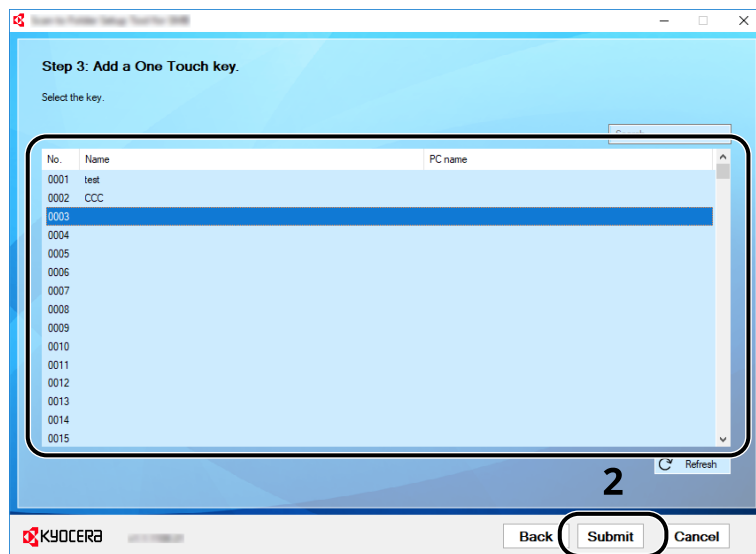 Step 3: Add a One Touch key.
Select the key.
No. Name PC name
0001 test
0002 CCC
0003
0004
0005
0006
0007
0008
0009
0010
0011
0012
0013
0014
0015
Refresh
2
KYOCERA
Back Submit Cancel